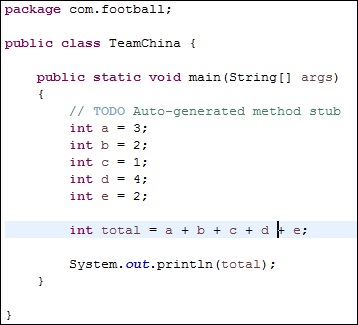 package com.football;
public class TeamChina {
public static void main(String[] args)
{
// TODO Auto-generated method stub
int a = 3;
int b = 2;
int c = 1;
int d = 4;
int e = 2;
int total = a + b + c + d + e;
System.out.println(total);
}
}